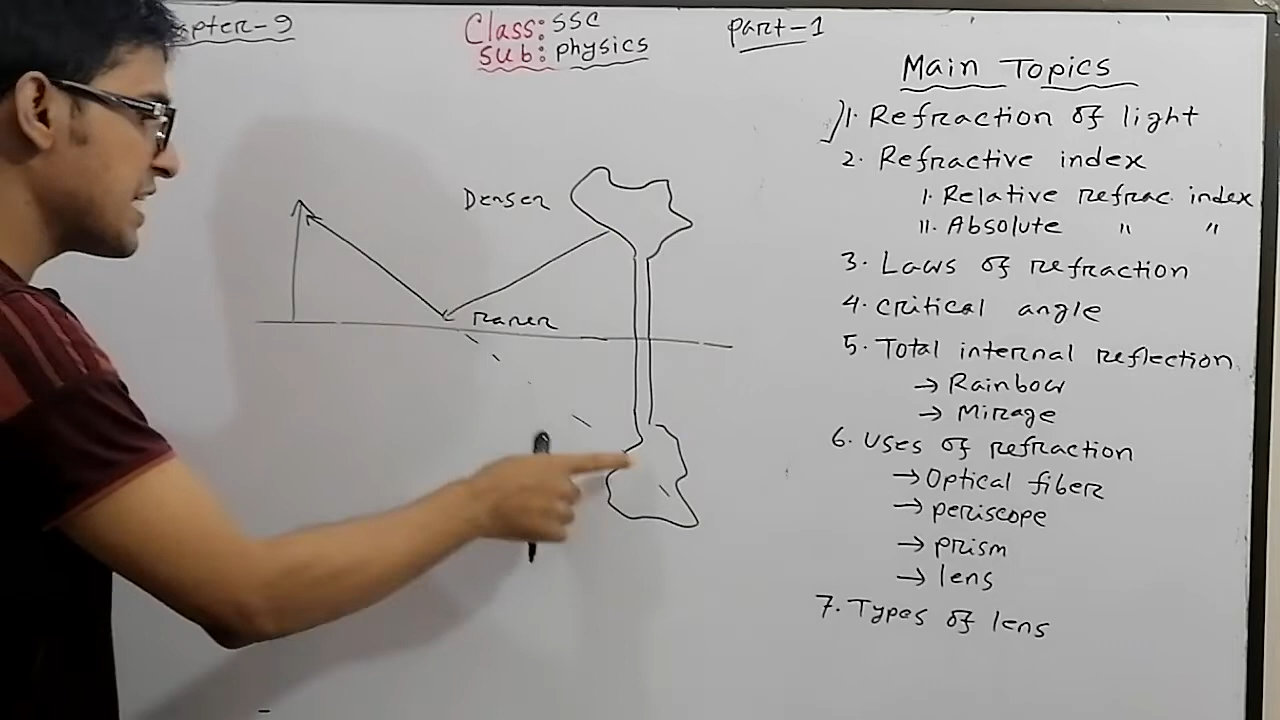 apter-9
Class: SSC
Sub: physics
part-1
Main Topics
1. Refraction of light
2. Refractive index
1. Relative refrac. index
11. Absolute " "
3. Laws of refraction
4. critical angle
5. Total internal reflection
→ Rainbow
→ Mirage
6. Uses of refraction
→ Optical fiber
→ periscope
→ prism
→ lens
7. Types of lens
Denser
rarer